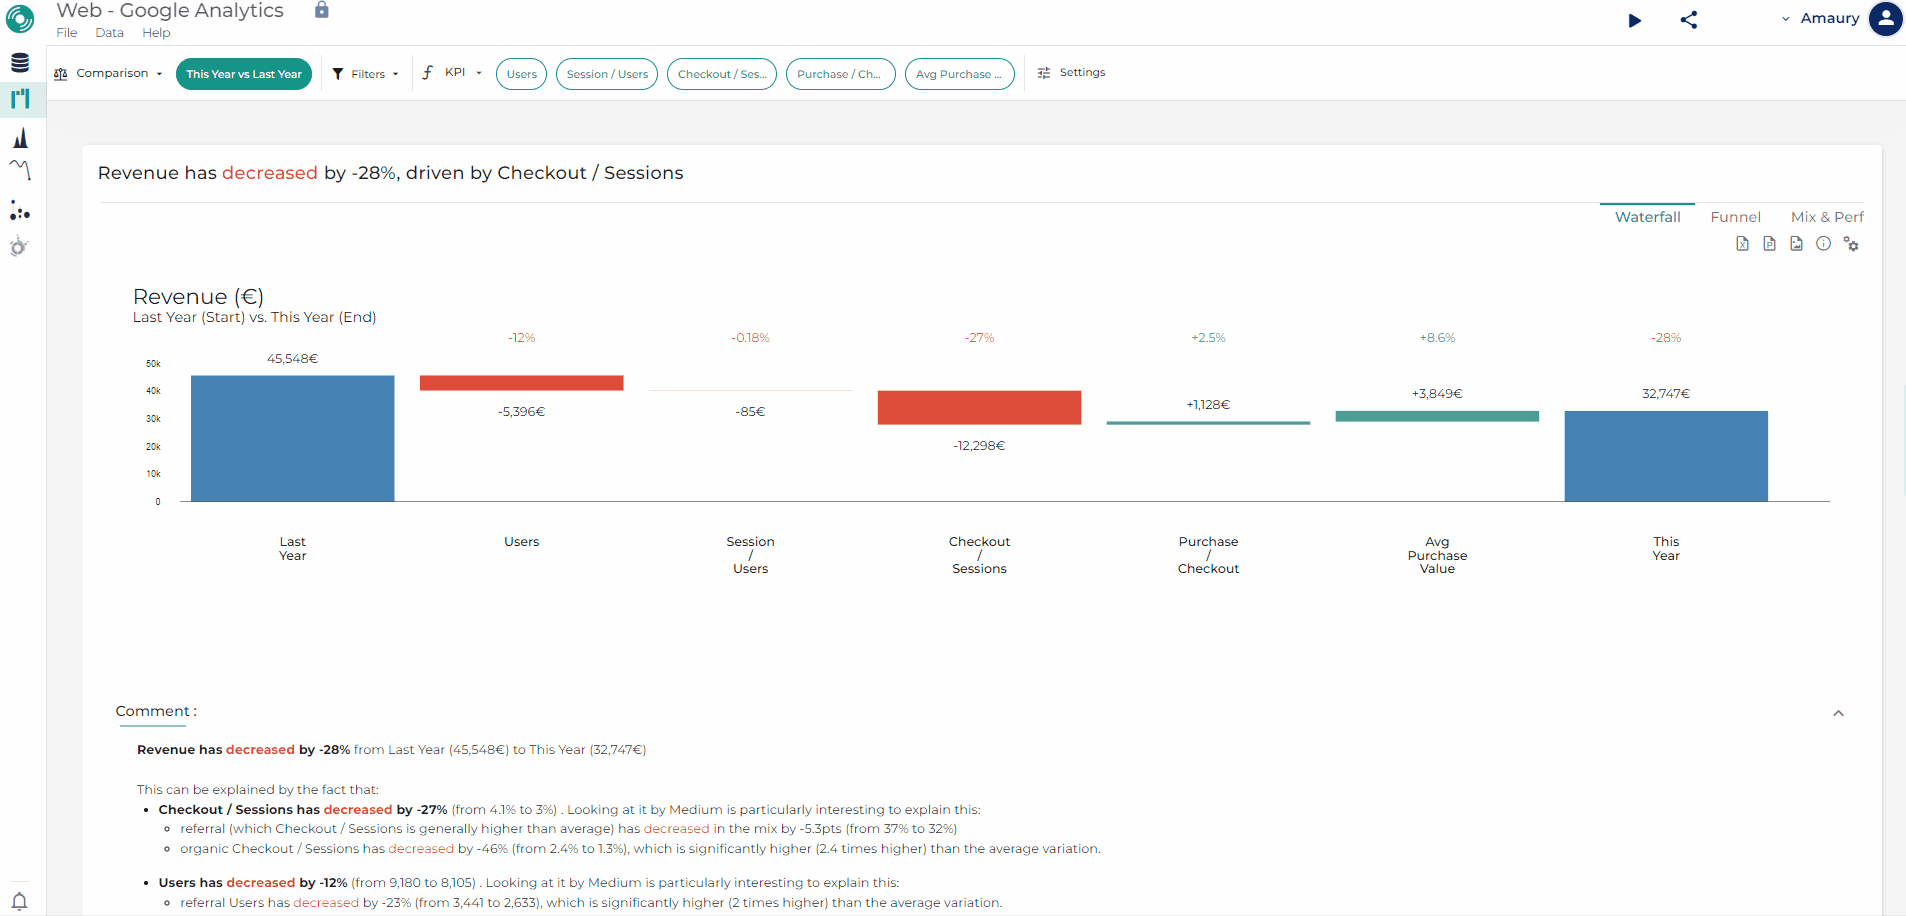 Web - Google Analytics
File Data Help
Amaury
Comparison
This Year vs Last Year
Filters
KPI
Users
Session / Users
Checkout / Ses...
Purchase / Ch...
Avg Purchase ...
Settings
Revenue has decreased by -28%, driven by Checkout / Sessions
Waterfall Funnel Mix & Perf
Revenue (€)
Last Year (Start) vs. This Year (End)
-12% -0.18% -27% +2.5% +8.6% -28%
50k
40k
30k
20k
10k
0
45,548€
-5,396€
-85€
-12,298€
+1,128€
+3,849€
32,747€
Last
Year
Users
Session
/
Users
Checkout
/
Sessions
Purchase
/
Checkout
Avg
Purchase
Value
This
Year
Comment :
Revenue has decreased by -28% from Last Year (45,548€) to This Year (32,747€)
This can be explained by the fact that:
Checkout / Sessions has decreased by -27% (from 4.1% to 3%) . Looking at it by Medium is particularly interesting to explain this:
referral (which Checkout / Sessions is generally higher than average) has decreased in the mix by -5.3pts (from 37% to 32%)
organic Checkout / Sessions has decreased by -46% (from 2.4% to 1.3%), which is significantly higher (2.4 times higher) than the average variation.
Users has decreased by -12% (from 9,180 to 8,105) . Looking at it by Medium is particularly interesting to explain this:
referral Users has decreased by -23% (from 3,441 to 2,633), which is significantly higher (2 times higher) than the average variation.